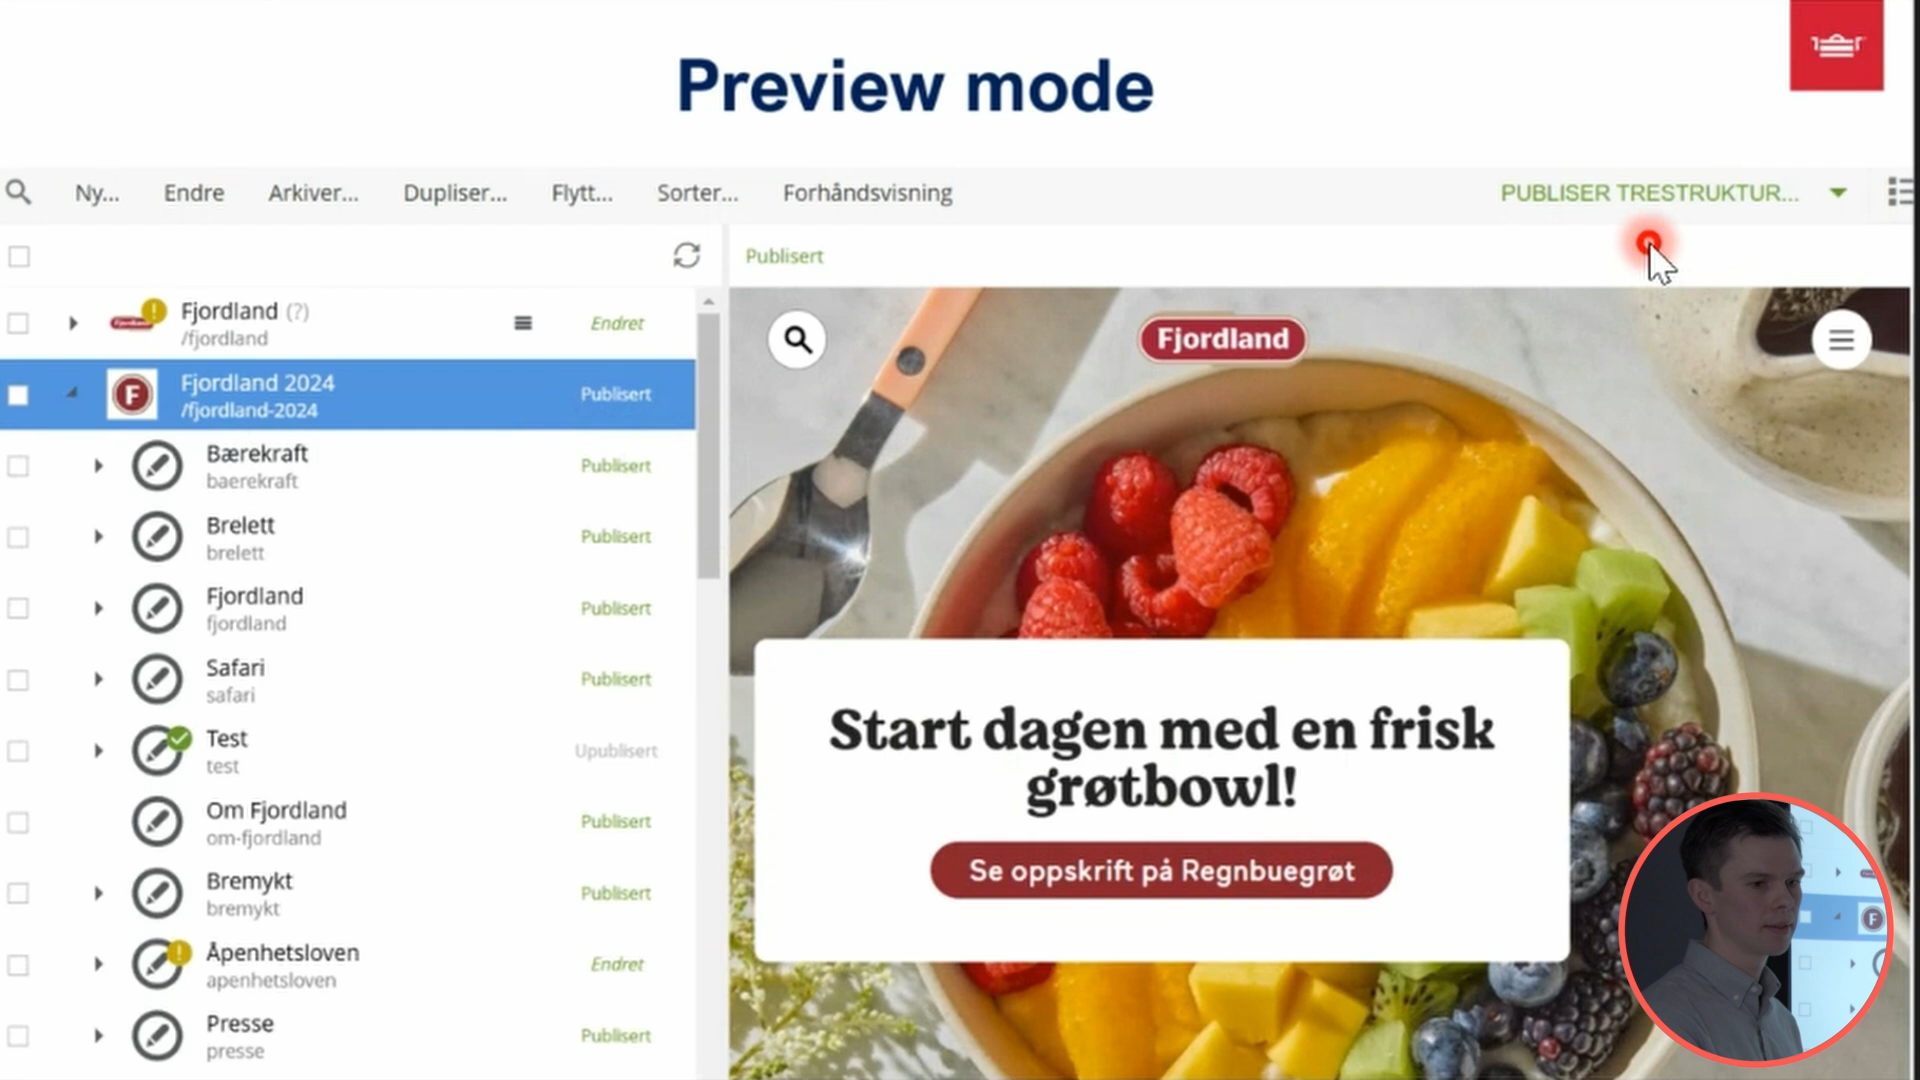 Preview mode
Ny... Endre Arkiver... Dupliser... Flytt... Sorter... Forhåndsvisning PUBLISER TRESTRUKTUR...
Publisert
Fjordland (?)
/fjordland
Endret
Fjordland 2024
/fjordland-2024
Publisert
Bærekraft
baerekraft
Publisert
Brelett
brelett
Publisert
Fjordland
fjordland
Publisert
Safari
safari
Publisert
Test
test
Upublisert
Om Fjordland
om-fjordland
Publisert
Bremykt
bremykt
Publisert
Åpenhetsloven
apenhetsloven
Endret
Presse
presse
Publisert
Fjordland
Start dagen med en frisk
grøtbowl!
Se oppskrift på Regnbuegrøt